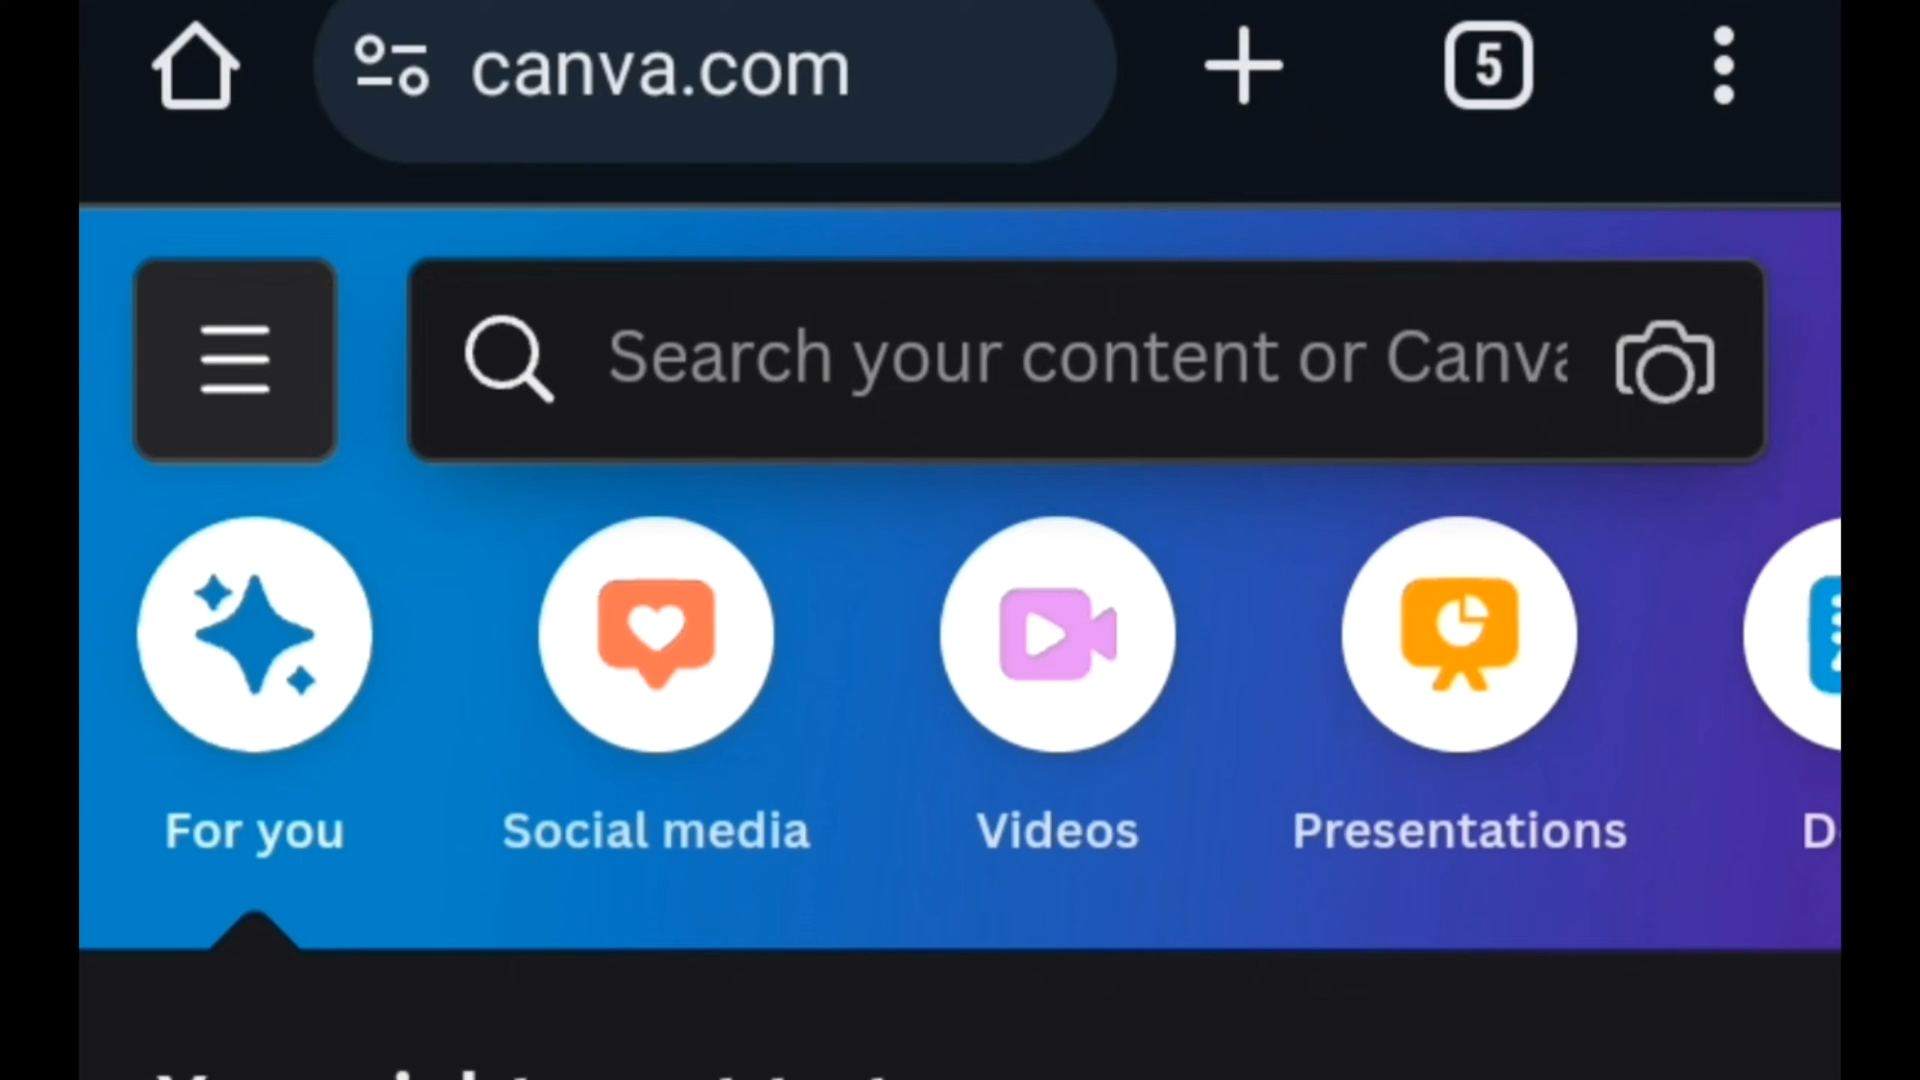 canva.com
5
Search your content or Canva
For you
Social media
Videos
Presentations